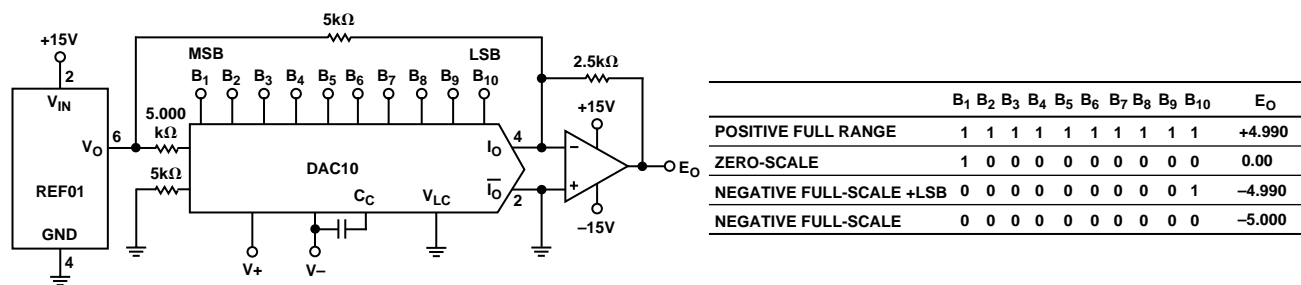 5kΩ
+15V
MSB
LSB
2.5kΩ
2
B1 B2 B3 B4 B5 B6 B7 B8 B9 B10
+15V
VIN
5.000
kΩ
6
VO
4
IO
−
EO
DAC10
5kΩ
REF01
IO
+
2
CC
VLC
−15V
GND
4
V+
V−
B1 B2 B3 B4 B5 B6 B7 B8 B9 B10 EO
POSITIVE FULL RANGE 1 1 1 1 1 1 1 1 1 1 +4.990
ZERO-SCALE 1 0 0 0 0 0 0 0 0 0 0.00
NEGATIVE FULL-SCALE +LSB 0 0 0 0 0 0 0 0 0 1 −4.990
NEGATIVE FULL-SCALE 0 0 0 0 0 0 0 0 0 0 −5.000